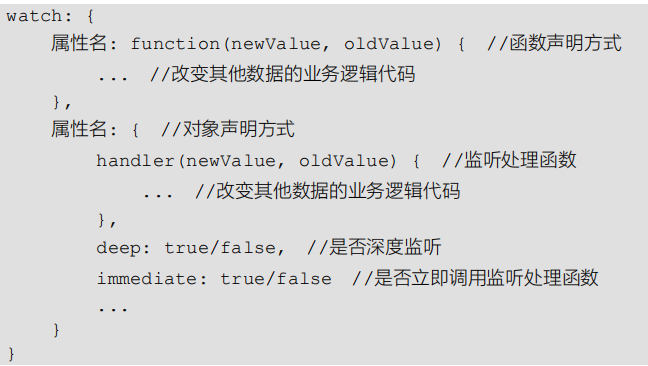 watch: {
    属性名: function(newValue, oldValue) {  //函数声明方式
        ...  //改变其他数据的业务逻辑代码
    },
    属性名: {  //对象声明方式
        handler(newValue, oldValue) {  //监听处理函数
            ...  //改变其他数据的业务逻辑代码
        },
        deep: true/false,  //是否深度监听
        immediate: true/false  //是否立即调用监听处理函数
        ...
    }
}